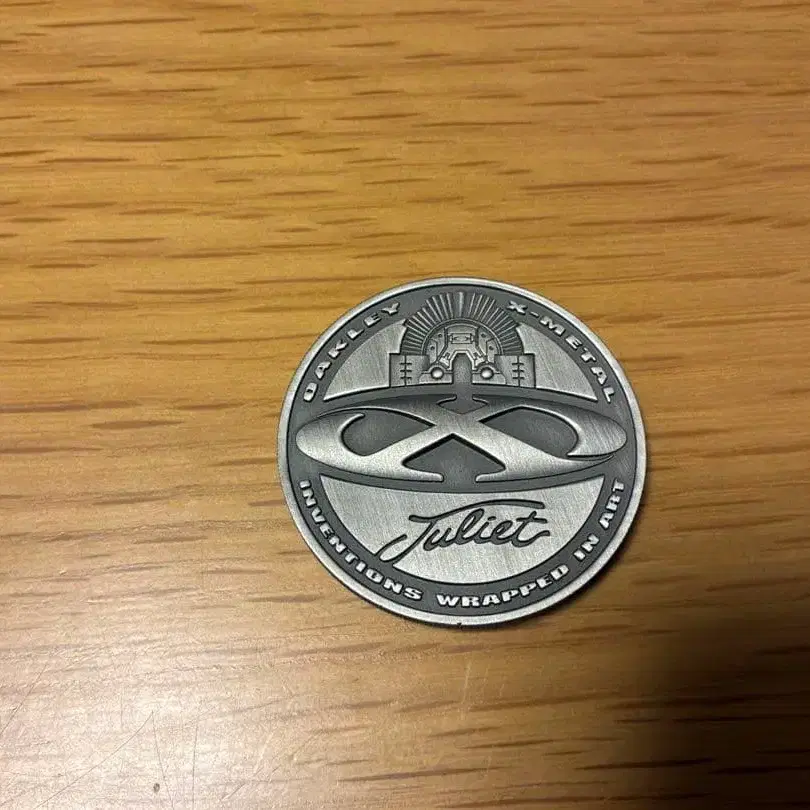 OAKLEY X-METAL
Juliet
INVENTIONS WRAPPED IN ART